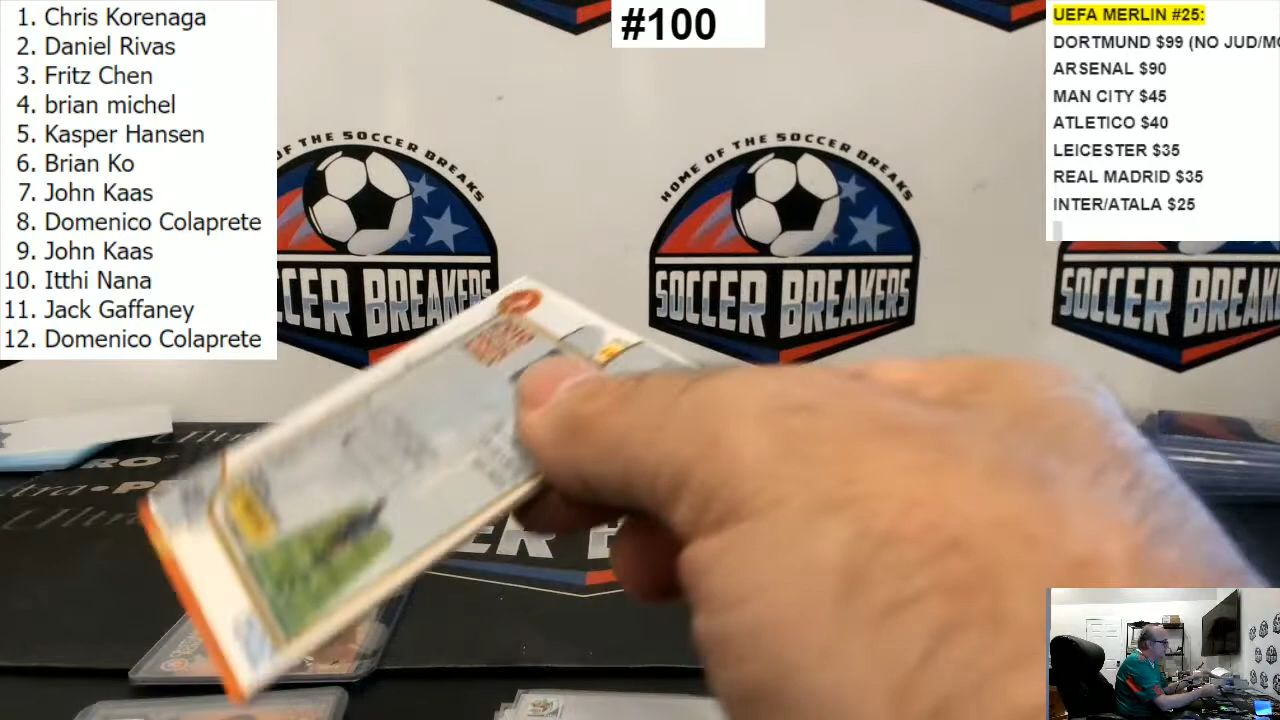 1. Chris Korenaga
2. Daniel Rivas
3. Fritz Chen
4. brian michel
5. Kasper Hansen
6. Brian Ko
7. John Kaas
8. Domenico Colaprete
9. John Kaas
10. Itthi Nana
11. Jack Gaffaney
12. Domenico Colaprete
#100
UEFA MERLIN #25:
DORTMUND $99 (NO JUD/MO
ARSENAL $90
MAN CITY $45
ATLETICO $40
LEICESTER $35
REAL MADRID $35
INTER/ATALA $25
OF THE SOCCER BREAKS
CCER BREAKERS
HOME OF THE SOCCER BREAKS
SOCCER BREAKERS
SOCCER BREAKERS